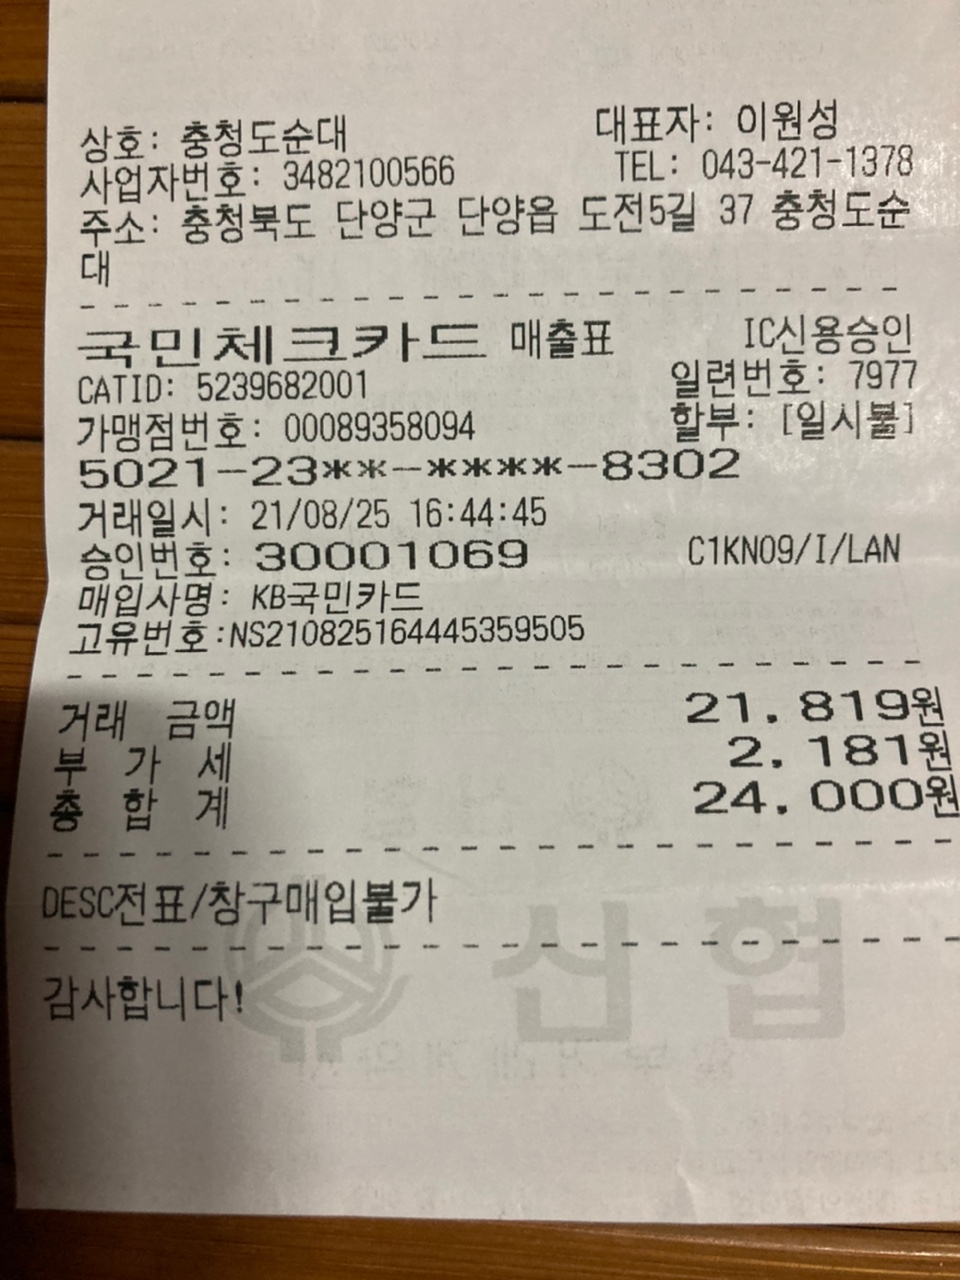 상호: 충청도순대 대표자: 이원성
사업자번호: 3482100566 TEL: 043-421-1378
주소: 충청북도 단양군 단양읍 도전5길 37 충청도순
대
국민체크카드 매출표 IC신용승인
CATID: 5239682001 일련번호: 7977
가맹점번호: 00089358094 할부: [일시불]
5021-23**-****-8302
거래일시: 21/08/25 16:44:45
승인번호: 30001069 C1KN09/I/LAN
매입사명: KB국민카드
고유번호:NS210825164445359505
거래 금액 21,819원
부 가 세 2,181원
총 합 계 24,000원
DESC전표/창구매입불가
신협
감사합니다!